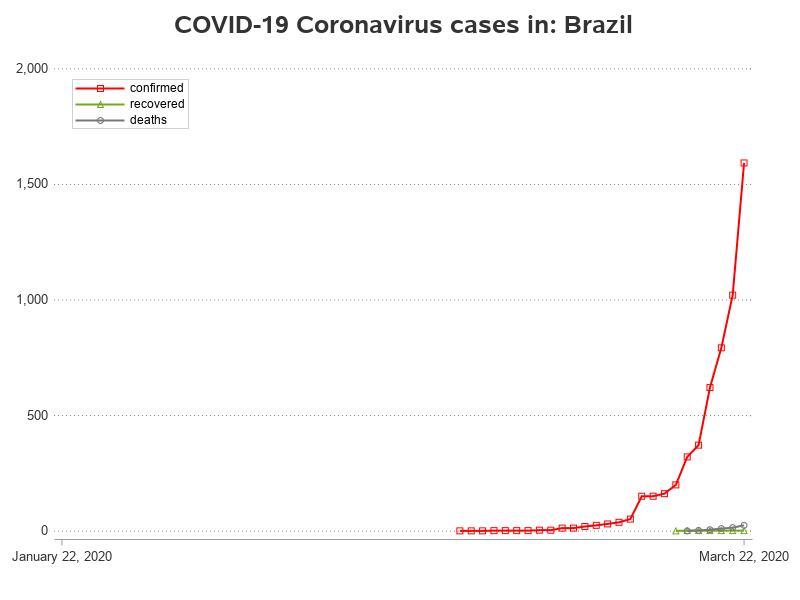 COVID-19 Coronavirus cases in: Brazil
2,000
confirmed
recovered
deaths
1,500
1,000
500
0
January 22, 2020
March 22, 2020